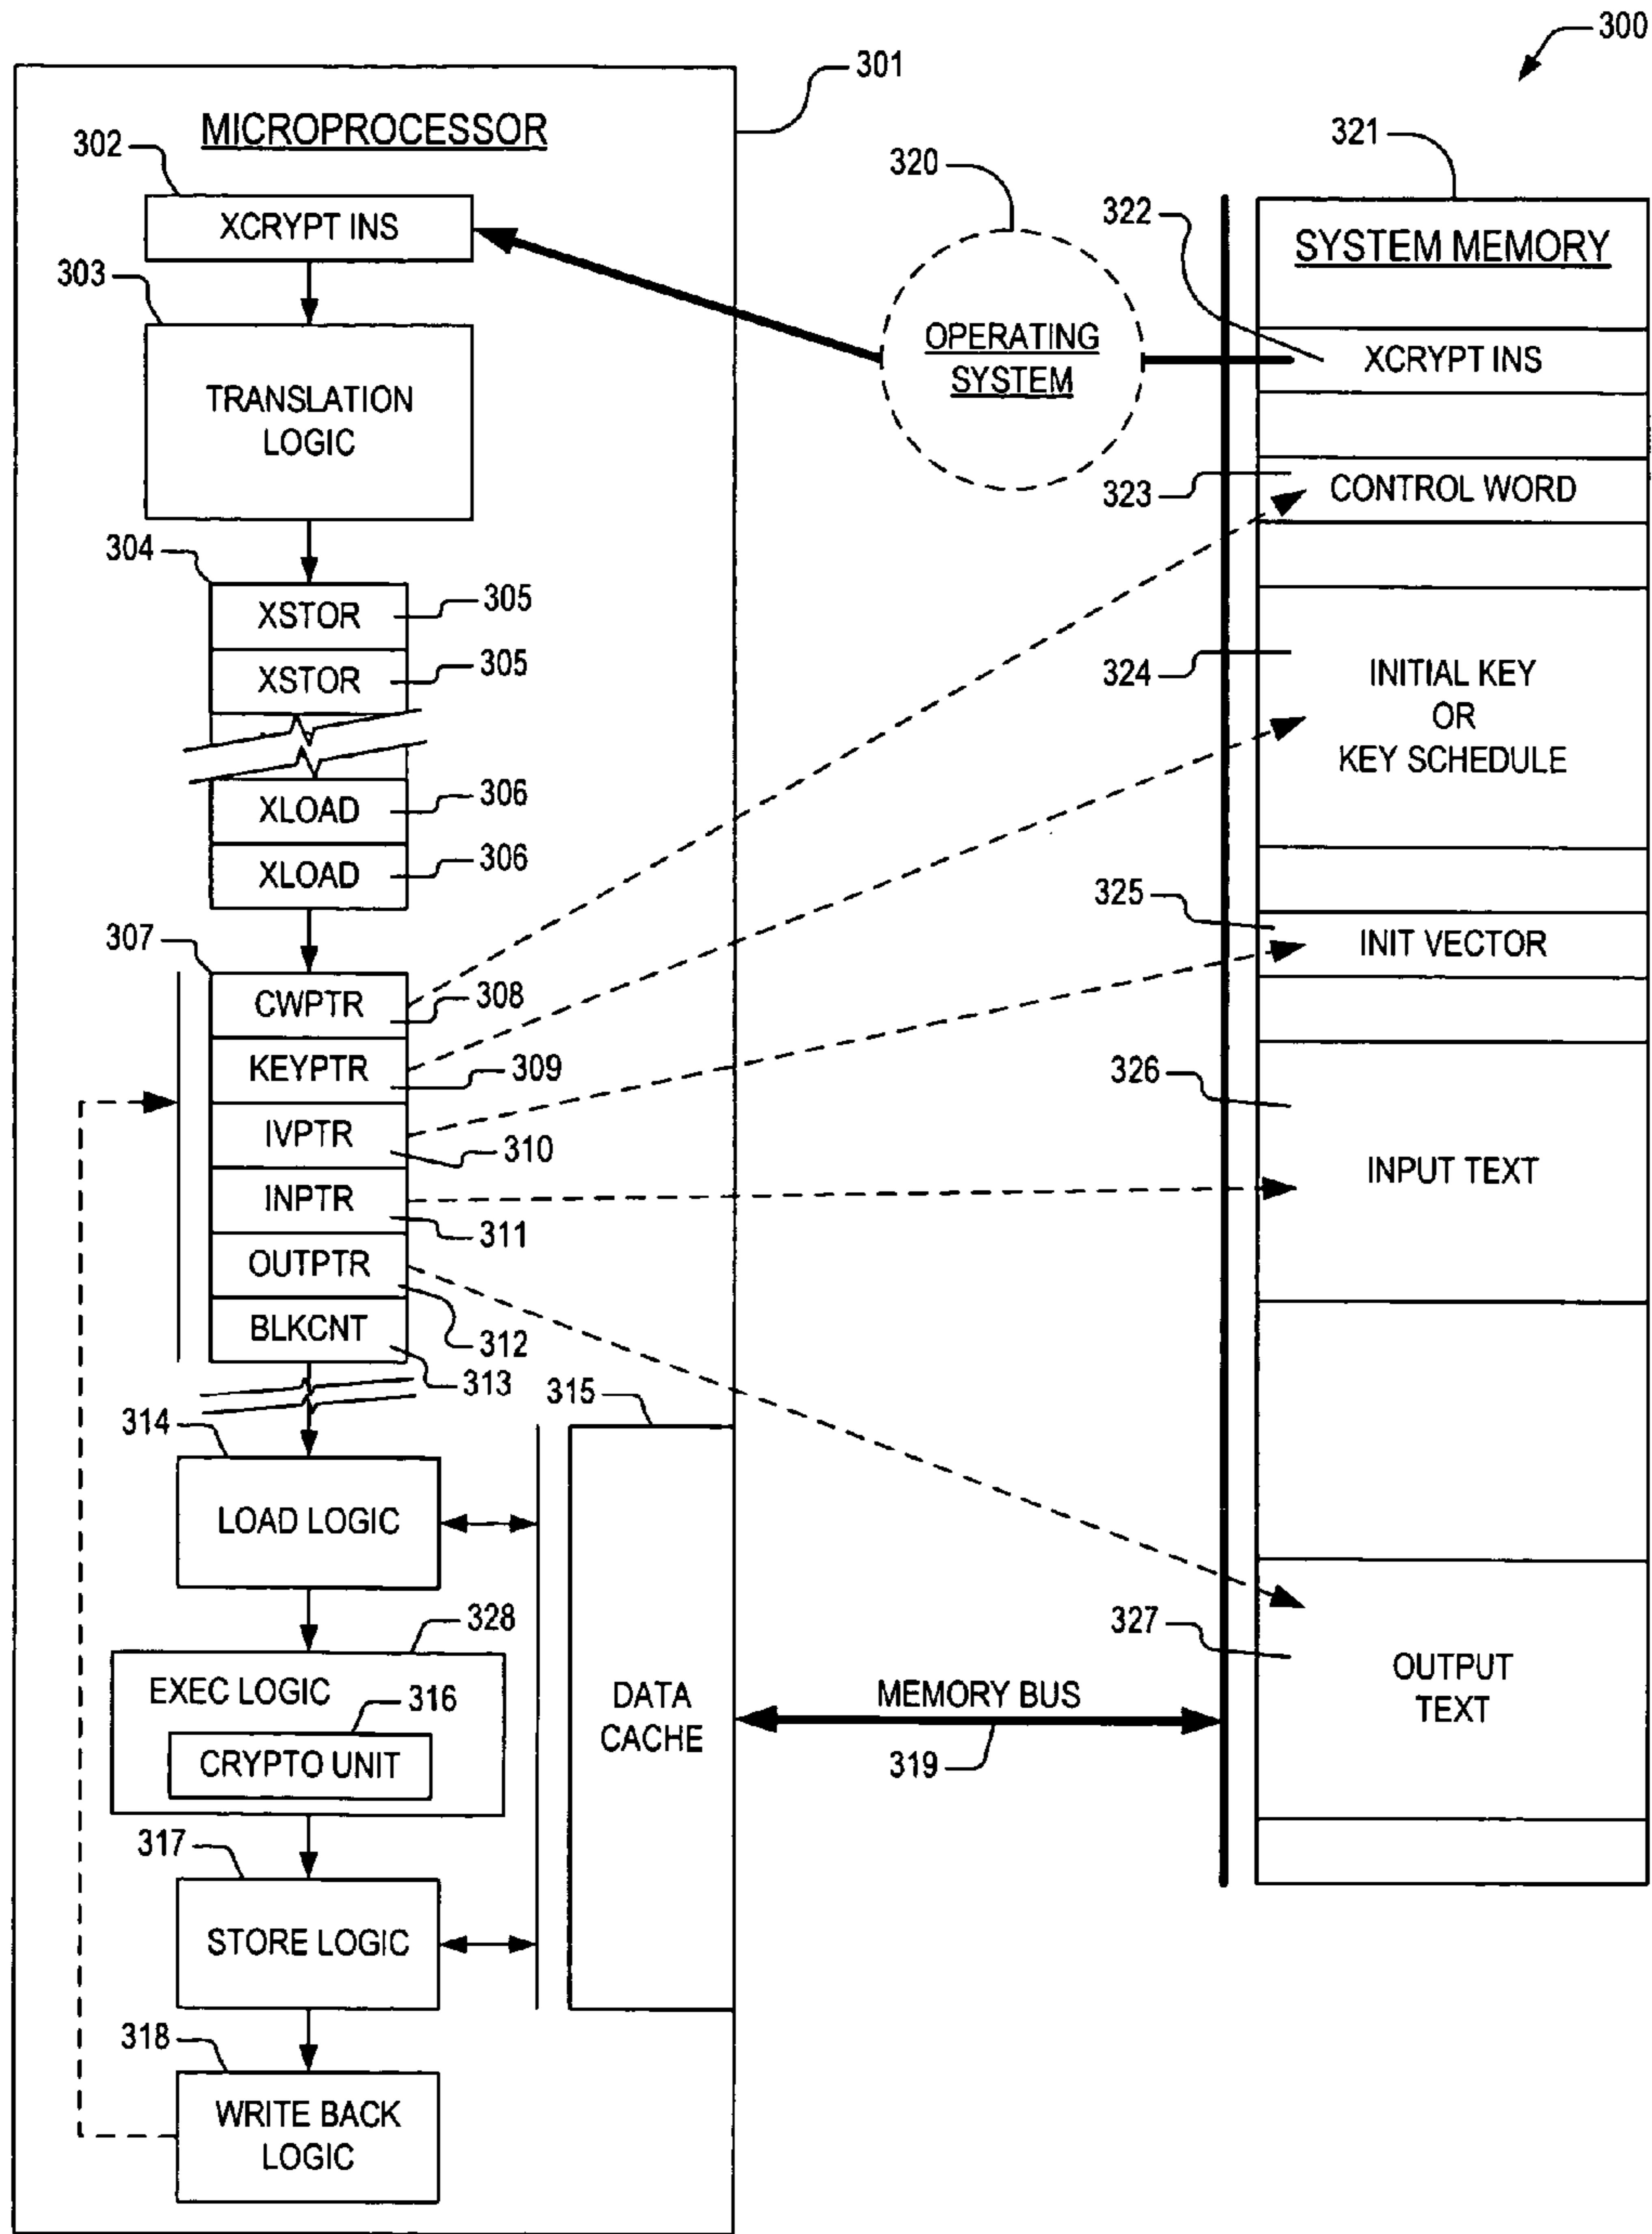 300
301
MICROPROCESSOR
302
XCRYPT INS
303
TRANSLATION
LOGIC
304
XSTOR
305
XSTOR
305
XLOAD
306
XLOAD
306
307
CWPTR
308
KEYPTR
309
IVPTR
310
INPTR
311
OUTPTR
312
BLKCNT
313
314
LOAD LOGIC
315
DATA
CACHE
328
EXEC LOGIC
316
CRYPTO UNIT
317
STORE LOGIC
318
WRITE BACK
LOGIC
320
OPERATING
SYSTEM
MEMORY BUS
319
321
SYSTEM MEMORY
322
XCRYPT INS
323
CONTROL WORD
324
INITIAL KEY
OR
KEY SCHEDULE
325
INIT VECTOR
326
INPUT TEXT
327
OUTPUT
TEXT